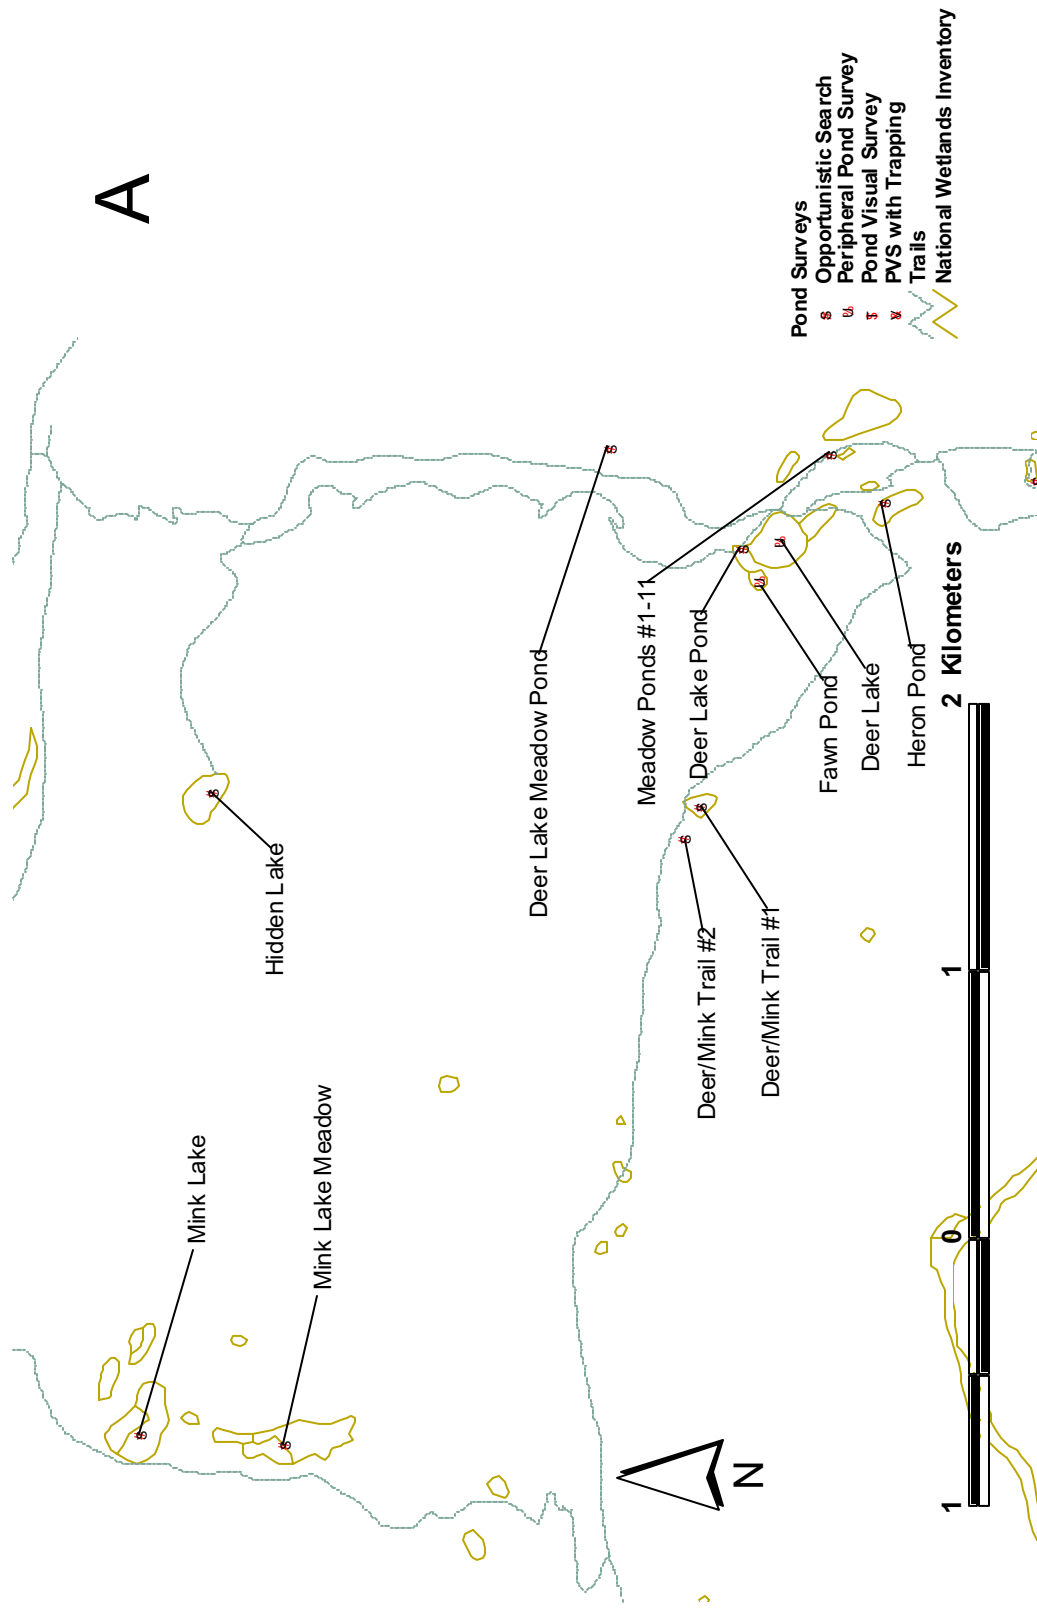 A
Mink Lake
Mink Lake Meadow
Hidden Lake
Deer Lake Meadow Pond
Meadow Ponds #1-11
Deer Lake Pond
Deer/Mink Trail #2
Deer/Mink Trail #1
Fawn Pond
Deer Lake
Heron Pond
Pond Surveys
Opportunistic Search
Peripheral Pond Survey
Pond Visual Survey
PVS with Trapping
Trails
National Wetlands Inventory
N
1 0 1 2 Kilometers